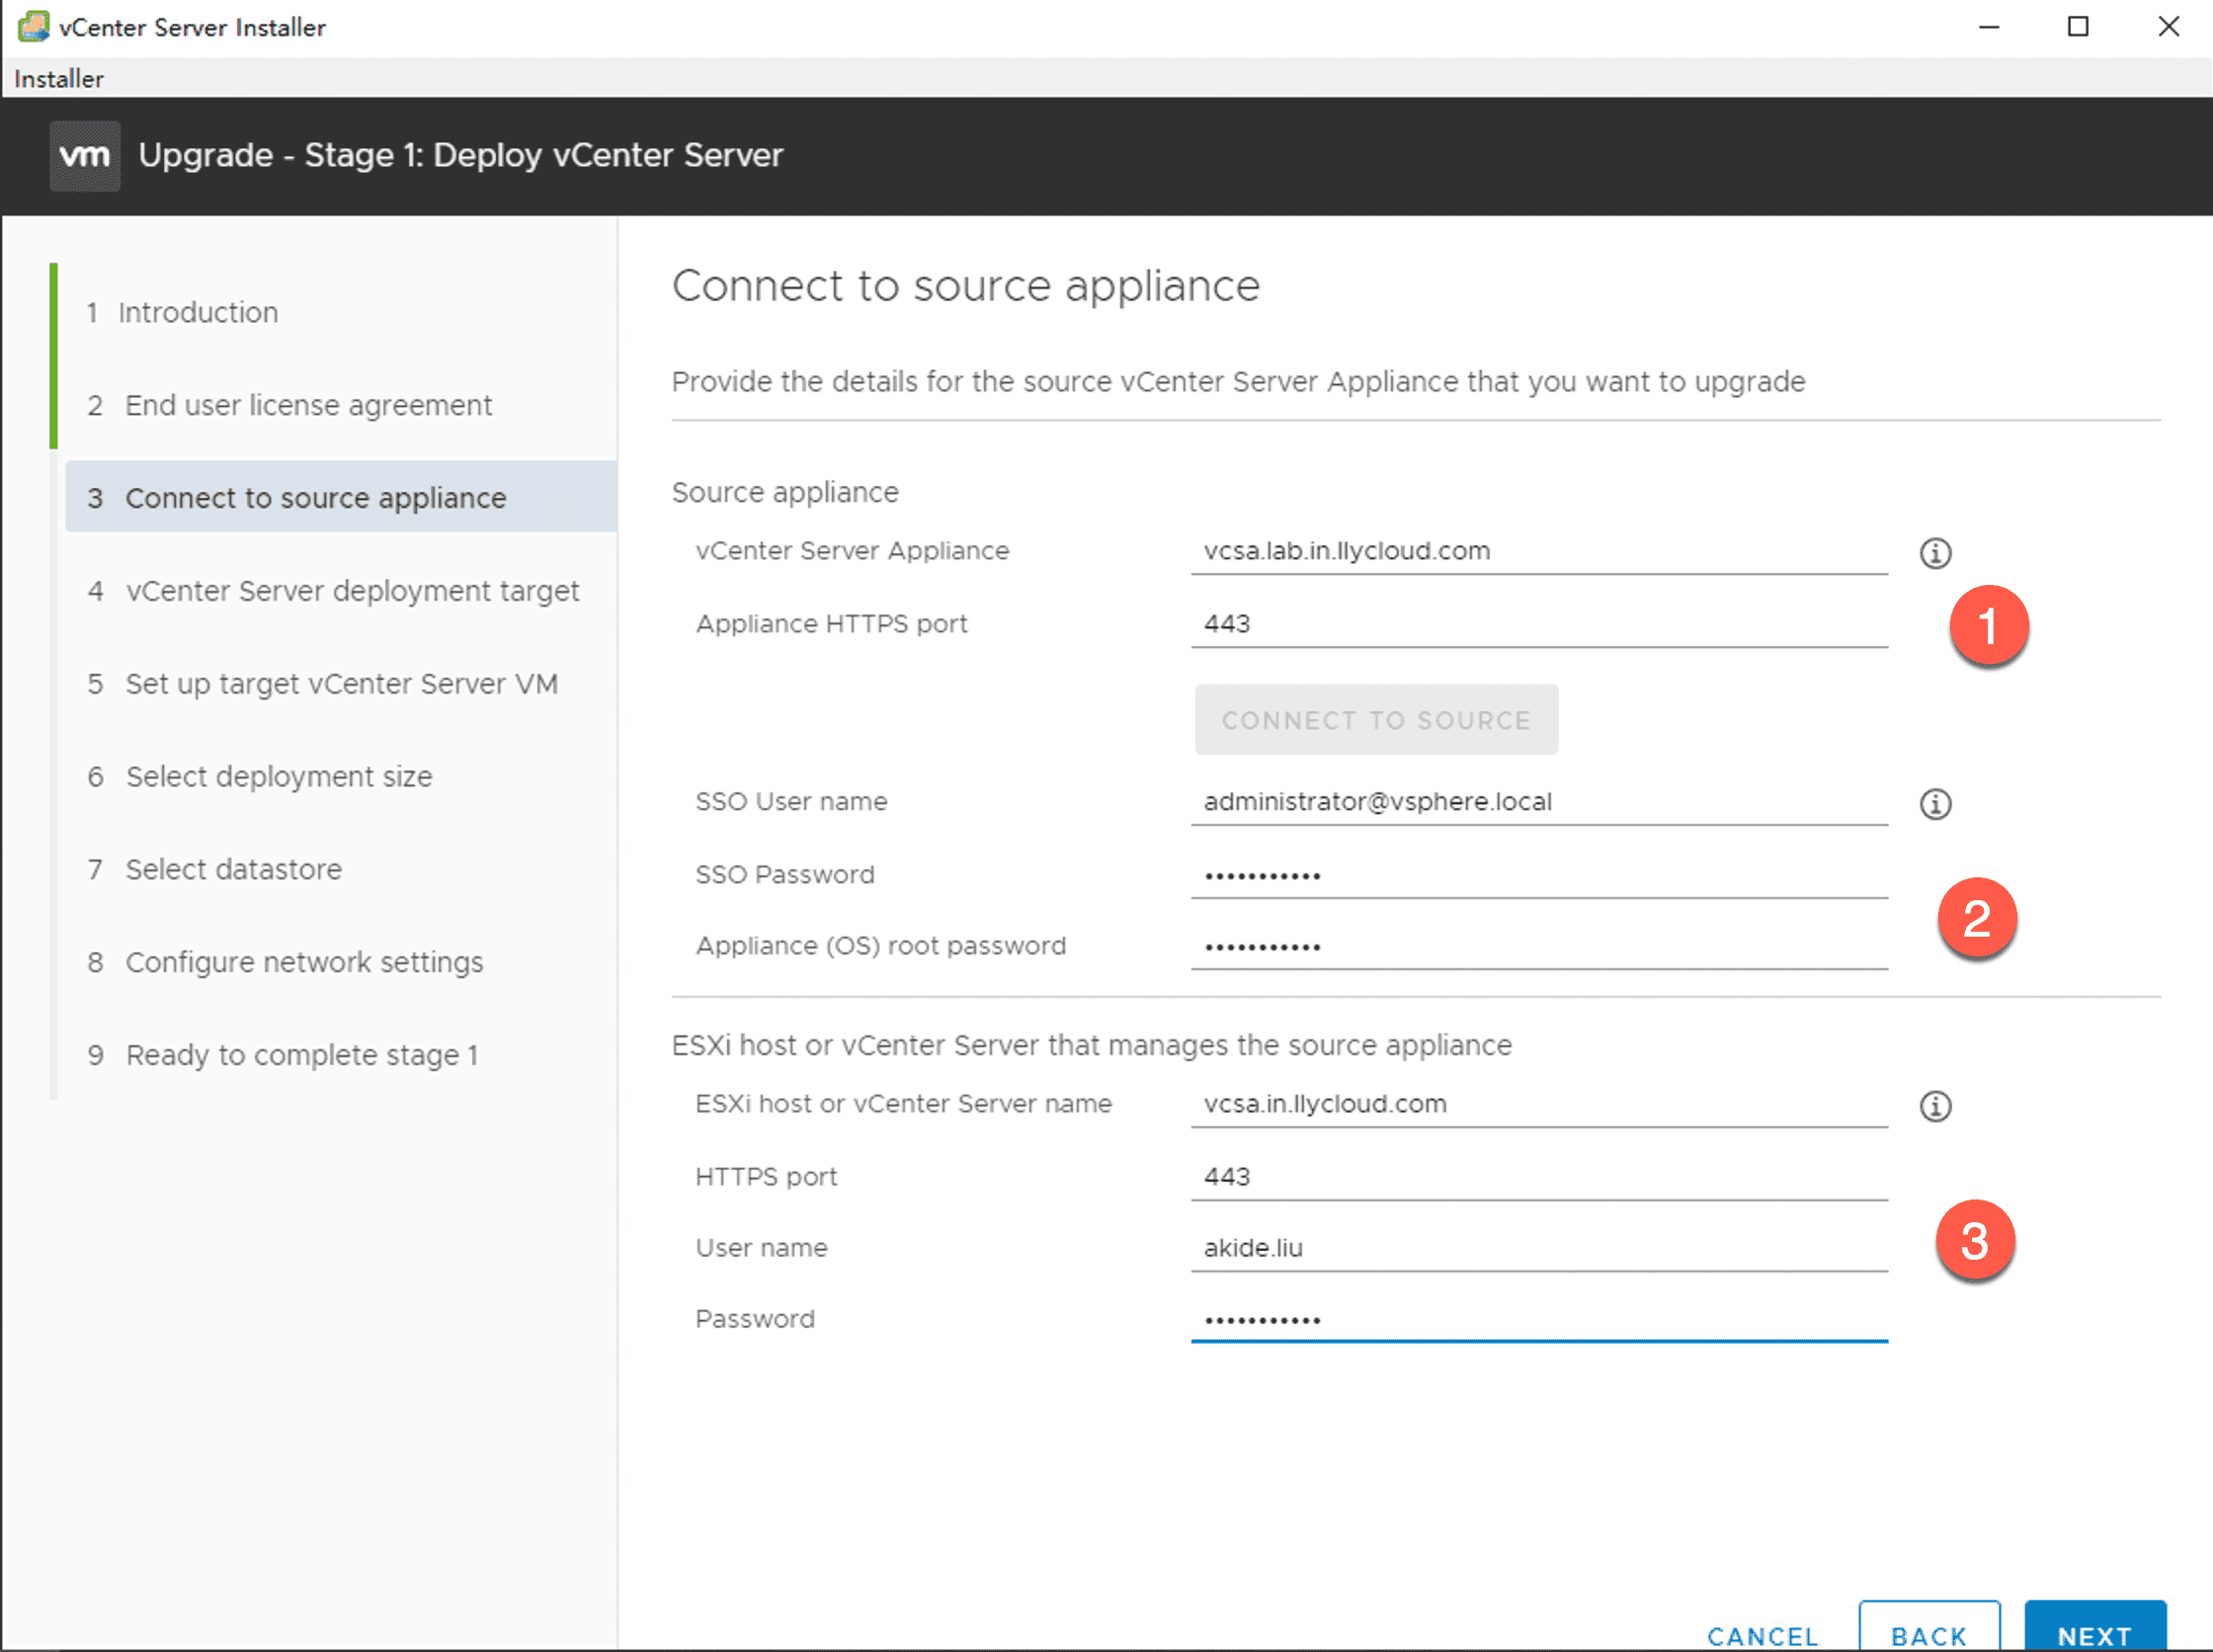 vCenter Server Installer
Installer
vm Upgrade - Stage 1: Deploy vCenter Server
1 Introduction
2 End user license agreement
3 Connect to source appliance
4 vCenter Server deployment target
5 Set up target vCenter Server VM
6 Select deployment size
7 Select datastore
8 Configure network settings
9 Ready to complete stage 1
Connect to source appliance
Provide the details for the source vCenter Server Appliance that you want to upgrade
Source appliance
vCenter Server Appliance vcsa.lab.in.llycloud.com
Appliance HTTPS port 443
1
CONNECT TO SOURCE
SSO User name administrator@vsphere.local
SSO Password •••••••••••
2
Appliance (OS) root password •••••••••••
ESXi host or vCenter Server that manages the source appliance
ESXi host or vCenter Server name vcsa.in.llycloud.com
HTTPS port 443
User name akide.liu
3
Password •••••••••••
CANCEL BACK NEXT